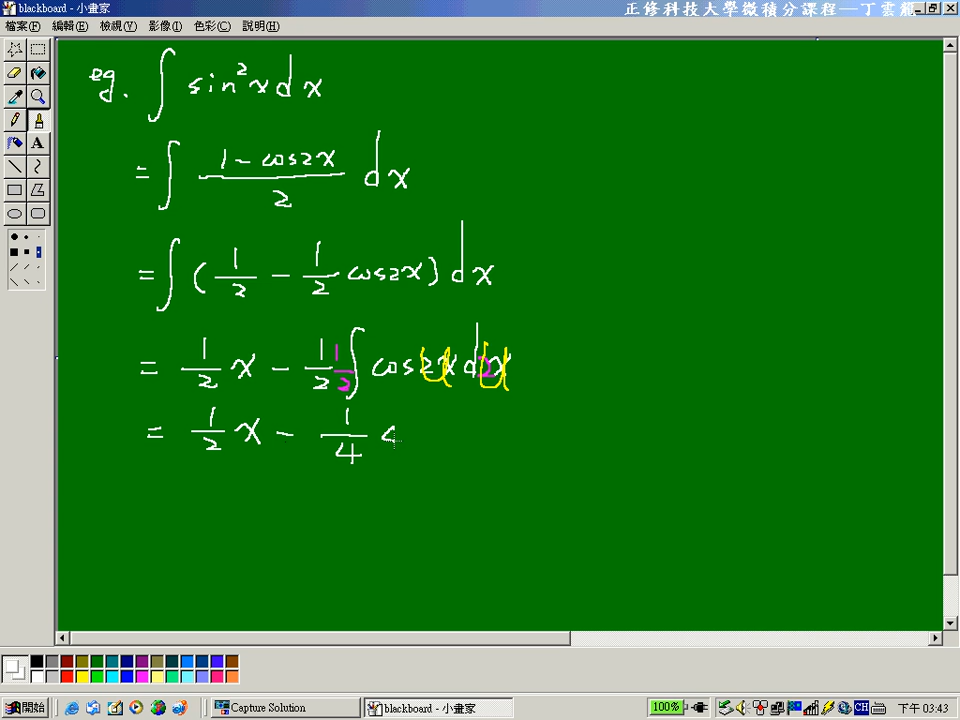 blackboard - 小畫家
正修科技大學微積分課程—丁雲龍
檔案(F) 編輯(E) 檢視(V) 影像(I) 色彩(C) 說明(H)
eg. ∫ sin²x dx
= ∫ (1 - cos2x)/2 dx
= ∫ (1/2 - 1/2 cos2x) dx
= 1/2 x - 1/2 1/2 ∫ cos2x d2x
= 1/2 x - 1/4
開始 Capture Solution blackboard - 小畫家 100% CH 下午 03:43